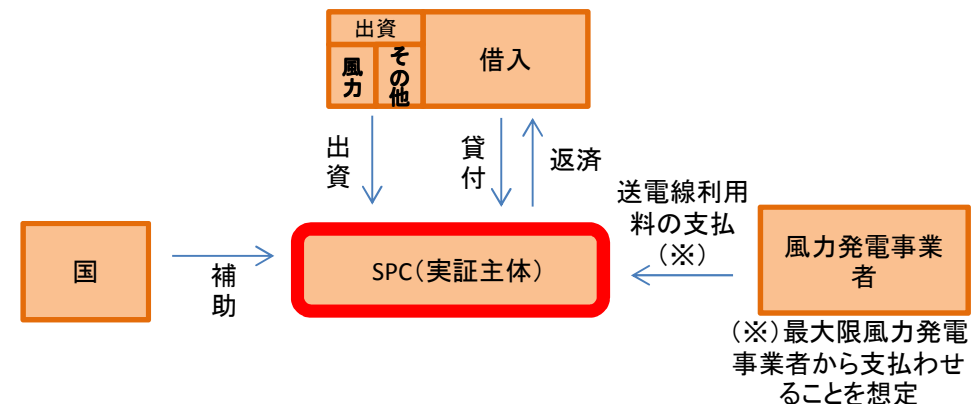 出資
風力
その他
借入
出資
貸付
返済
送電線利用
料の支払
(※)
国
補助
SPC(実証主体)
風力発電事業
者
(※)最大限風力発電
事業者から支払わせ
ることを想定